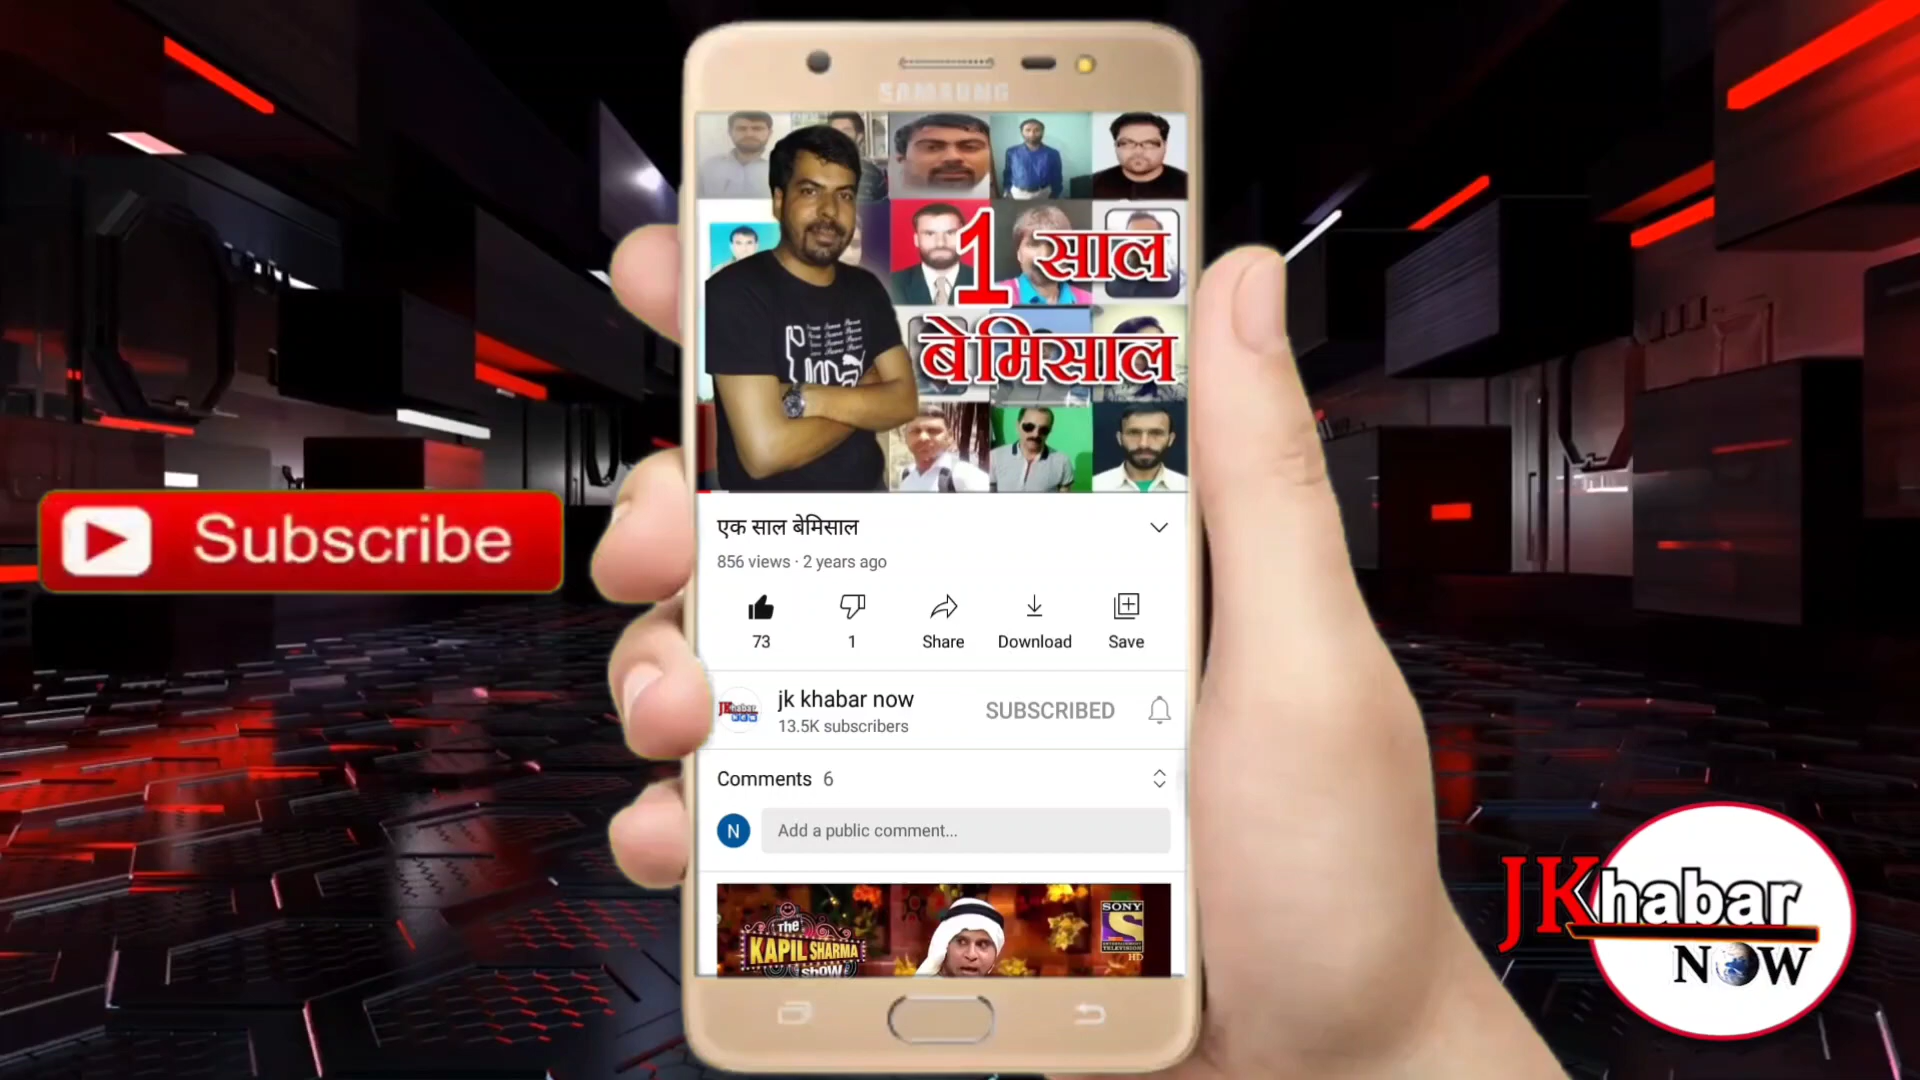 SAMSUNG
1 साल
बेमिसाल
Subscribe
एक साल बेमिसाल
856 views · 2 years ago
73
1
Share
Download
Save
jk khabar now
SUBSCRIBED
13.5K subscribers
Comments 6
N
Add a public comment...
The
KAPIL SHARMA
SHOW
SONY
HD
JKhabar
NOW